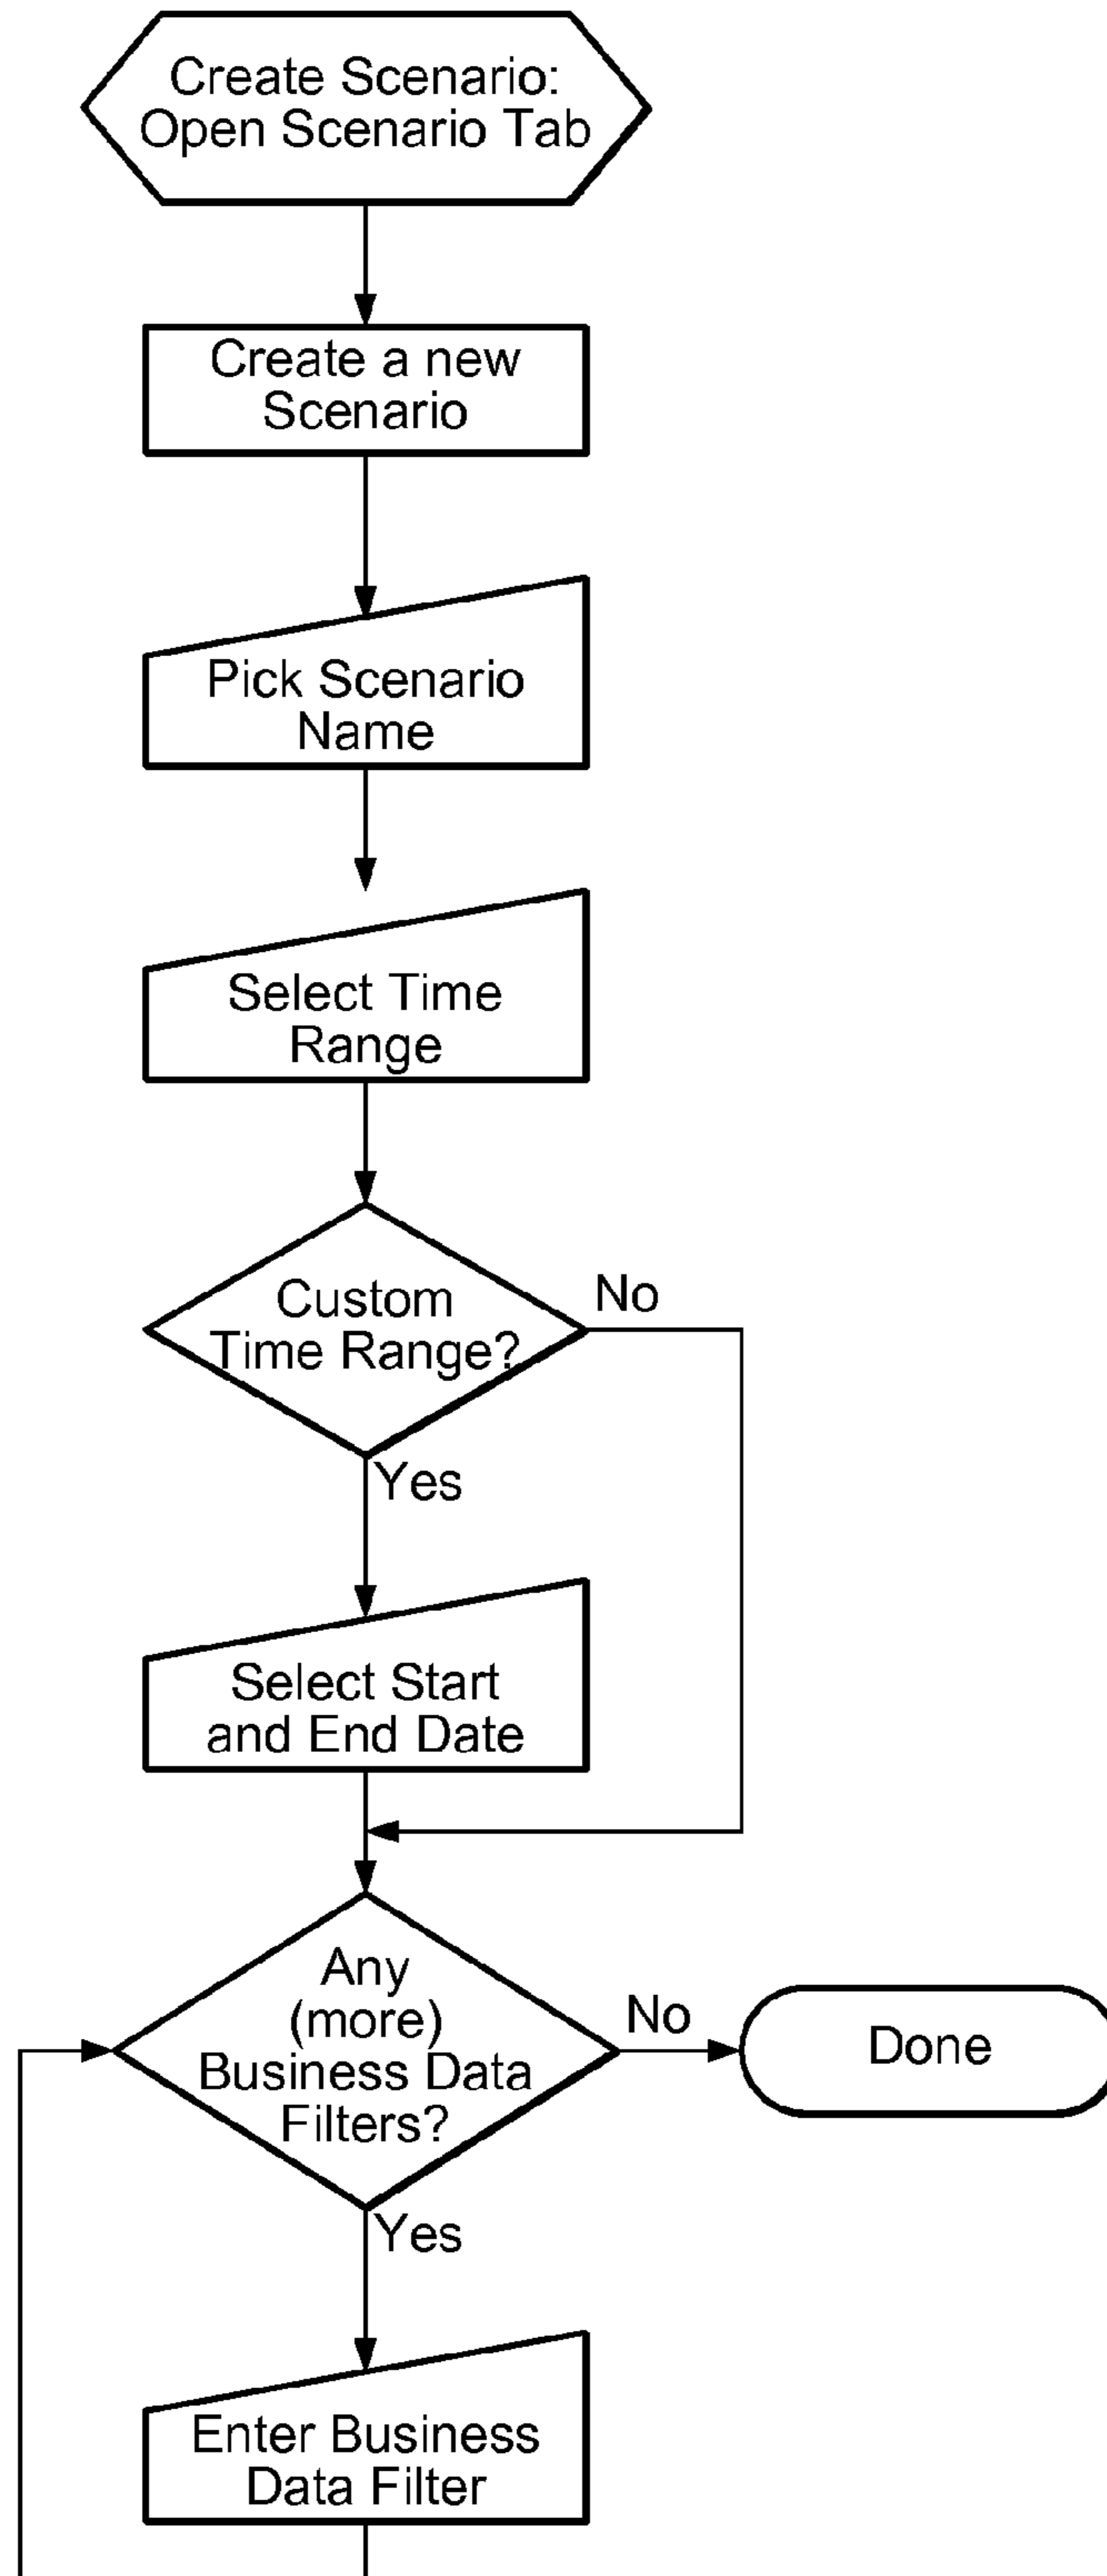 Create Scenario:
Open Scenario Tab
Create a new
Scenario
Pick Scenario
Name
Select Time
Range
Custom
Time Range?
No
Yes
Select Start
and End Date
Any
(more)
Business Data
Filters?
No
Done
Yes
Enter Business
Data Filter